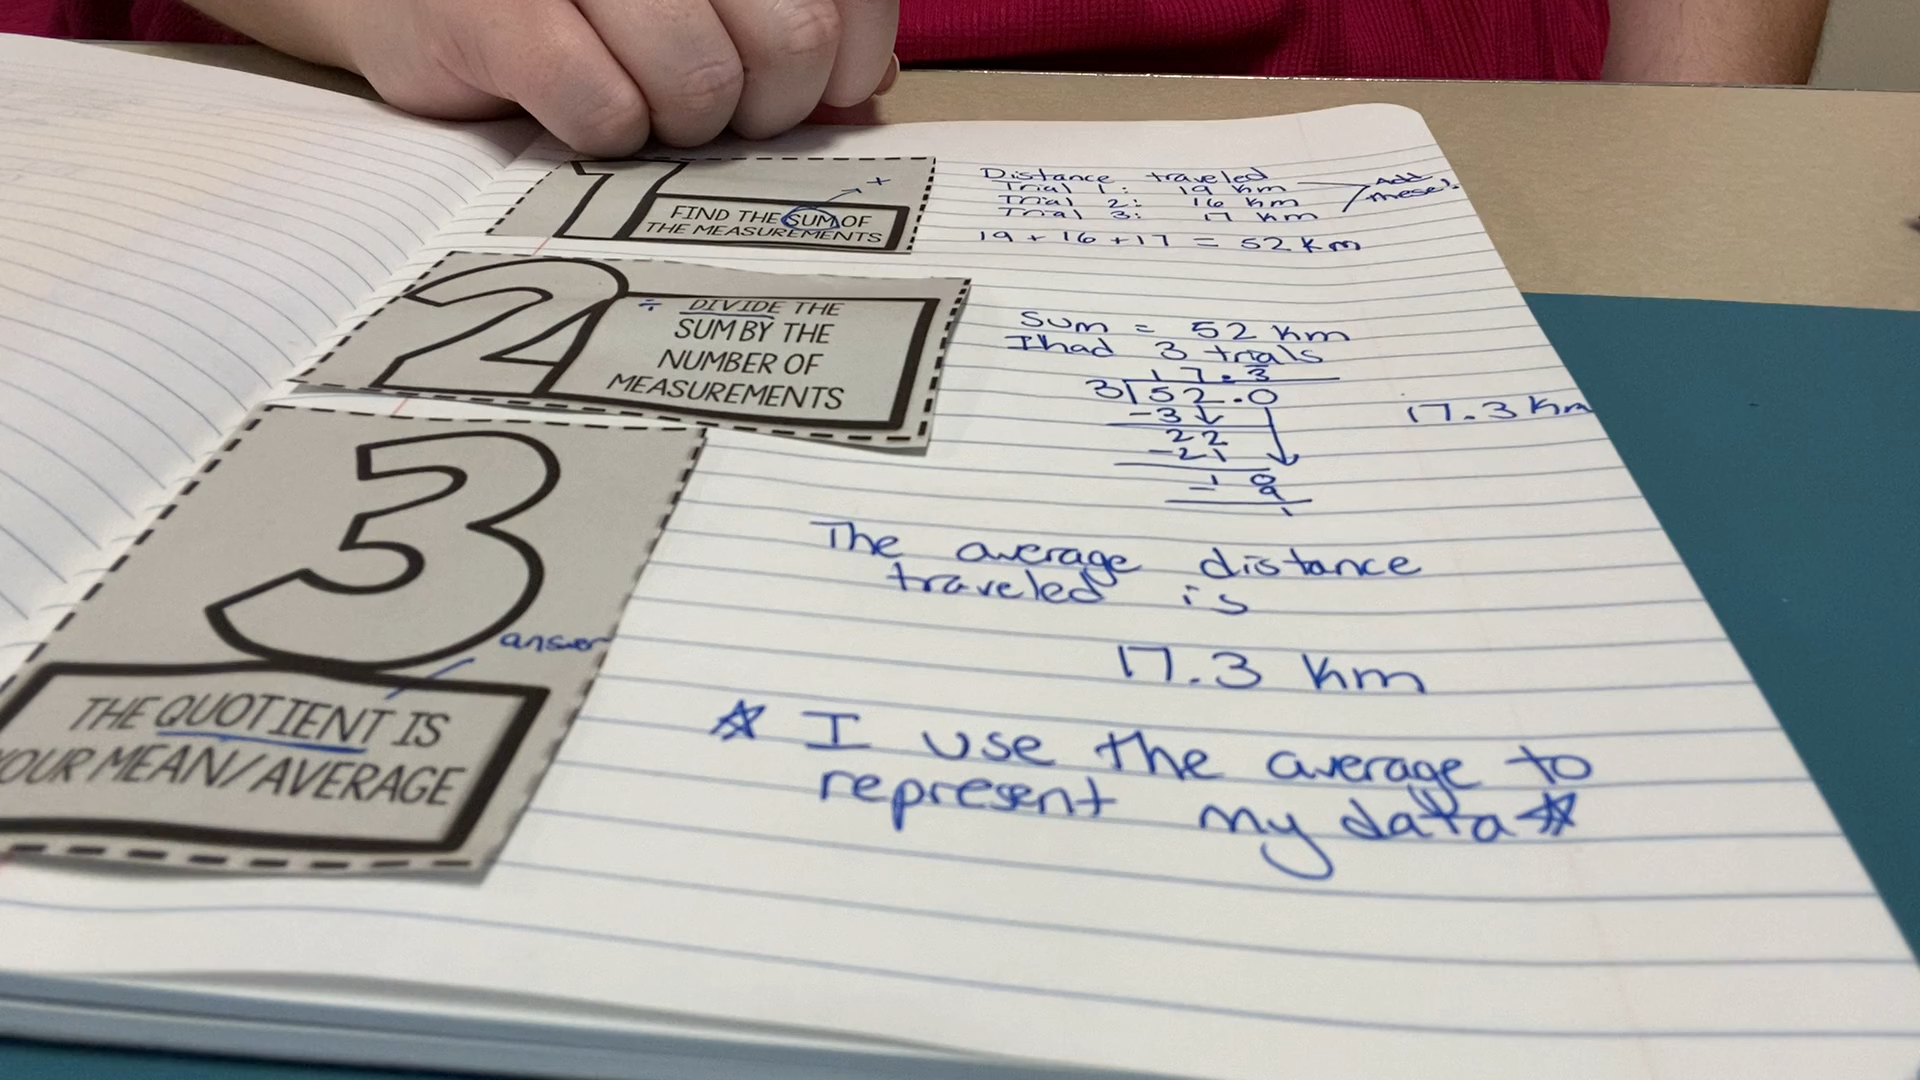 1
+
FIND THE SUM OF
THE MEASUREMENTS
Distance traveled
Trial 1: 19 km
Trial 2: 16 km
Trial 3: 17 km
Add
these!
19 + 16 + 17 = 52 km
2
÷ DIVIDE THE
SUM BY THE
NUMBER OF
MEASUREMENTS
Sum = 52 km
I had 3 trials
17.3
3 52.0
-3
22
-21
10
-9
1
17.3 km
3
answer
THE QUOTIENT IS
YOUR MEAN/AVERAGE
The average distance
traveled is
17.3 km
☆ I use the average to
represent my data ☆